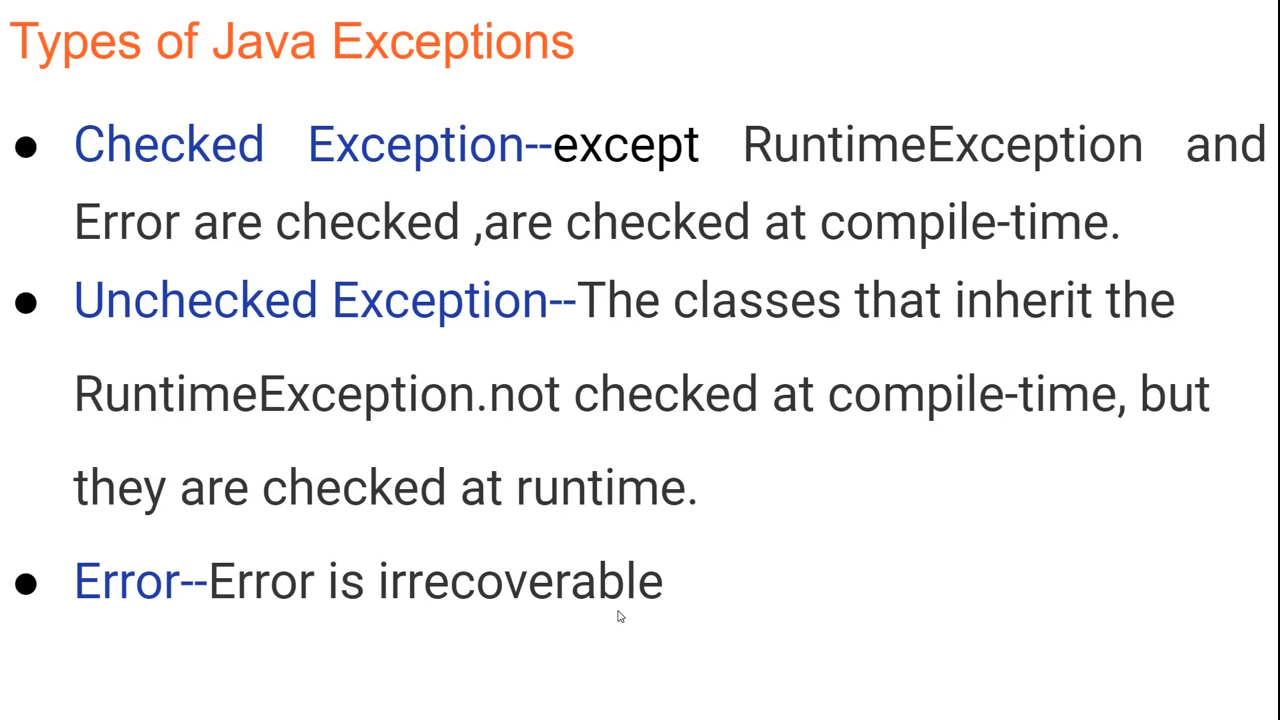 Types of Java Exceptions
● Checked Exception--except RuntimeException and
Error are checked ,are checked at compile-time.
● Unchecked Exception--The classes that inherit the
RuntimeException.not checked at compile-time, but
they are checked at runtime.
● Error--Error is irrecoverable